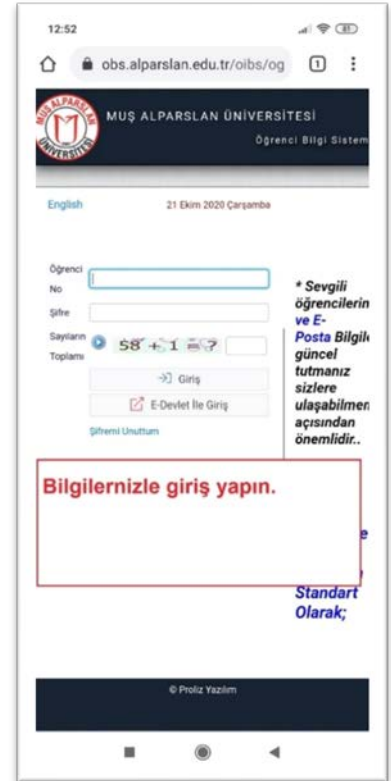 12:52
81
obs.alparslan.edu.tr/oibs/og
1
MUŞ ALPARSLAN ÜNİVERSİTESİ
Öğrenci Bilgi Sistem
English
21 Ekim 2020 Çarşamba
Öğrenci
No
Şifre
Sayıların
Toplamı
58 + 1 = ?
Giriş
E-Devlet İle Giriş
Şifremi Unuttum
* Sevgili
öğrencilerin
ve E-
Posta Bilgile
güncel
tutmanız
sizlere
ulaşabilmen
açısından
önemlidir..
Bilgilernizle giriş yapın.
Standart
Olarak;
© Proliz Yazılım